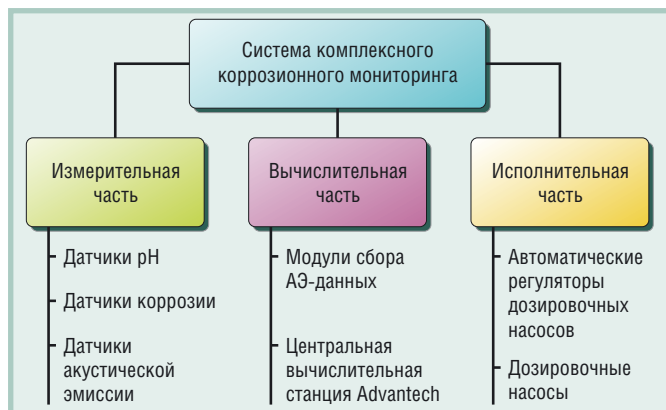 Система комплексного
коррозионного мониторинга
Измерительная
часть
Вычислительная
часть
Исполнительная
часть
Датчики pH
Датчики коррозии
Датчики
акустической
эмиссии
Модули сбора
АЭ-данных
Центральная
вычислительная
станция Advantech
Автоматические
регуляторы
дозировочных
насосов
Дозировочные
насосы